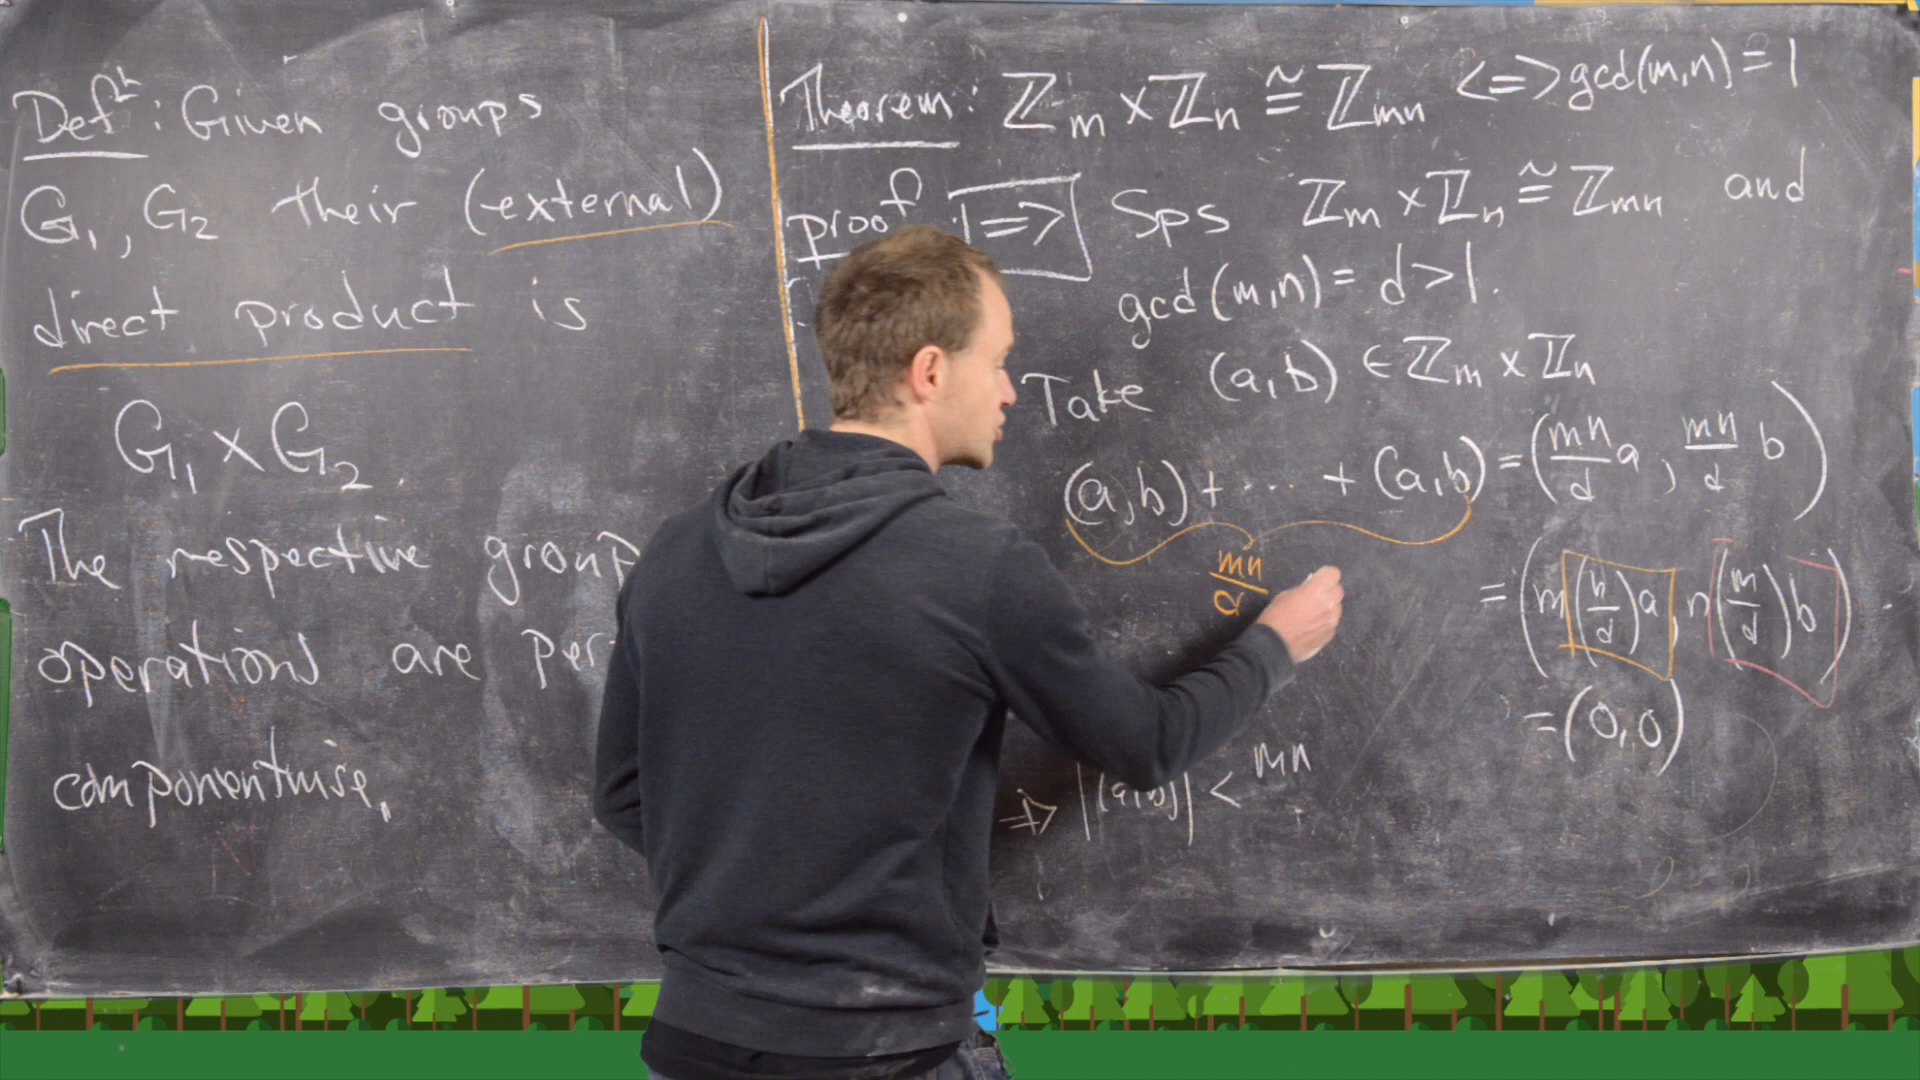 Defⁿ: Given groups
G₁, G₂ their (external)
direct product is
G₁ × G₂
The respective group
operations are per
componentwise.
Theorem: ℤₘ × ℤₙ ≅ ℤₘₙ <=> gcd(m,n) = 1
proof => Sps ℤₘ × ℤₙ ≅ ℤₘₙ and
gcd(m,n) = d > 1.
Take (a,b) ∈ ℤₘ × ℤₙ
(a,b) + ... + (a,b) = (mn/d a, mn/d b)
mn/d
= (m(n/d)a, n(m/d)b)
= (0,0)
=> |(a,b)| < mn